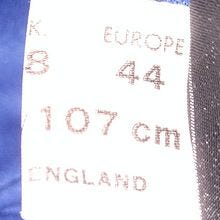 K. EUROPE
8 44
107 cm
ENGLAND